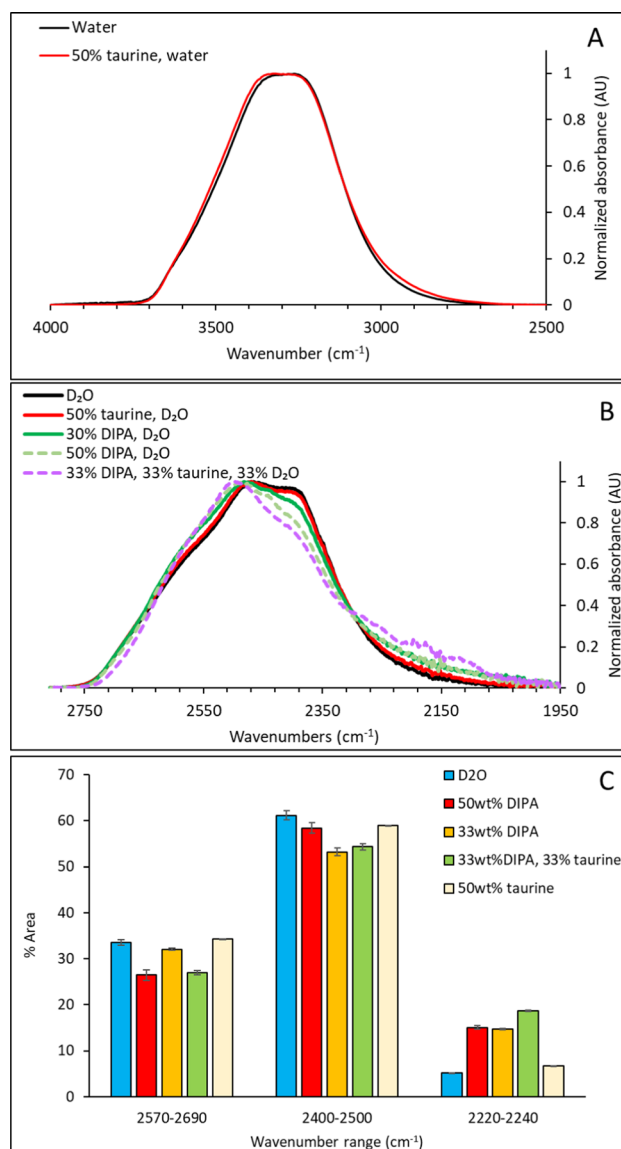 A
Water
50% taurine, water
1
0.8
0.6
0.4
0.2
0
Normalized absorbance (AU)
4000 3500 3000 2500
Wavenumber (cm⁻¹)
B
D₂O
50% taurine, D₂O
30% DIPA, D₂O
50% DIPA, D₂O
33% DIPA, 33% taurine, 33% D₂O
1
0.8
0.6
0.4
0.2
0
Normalized absorbance (AU)
2750 2550 2350 2150 1950
Wavenumbers (cm⁻¹)
C
D2O
50wt% DIPA
33wt% DIPA
33wt%DIPA, 33% taurine
50wt% taurine
70
60
50
40
30
20
10
0
% Area
2570-2690 2400-2500 2220-2240
Wavenumber range (cm⁻¹)